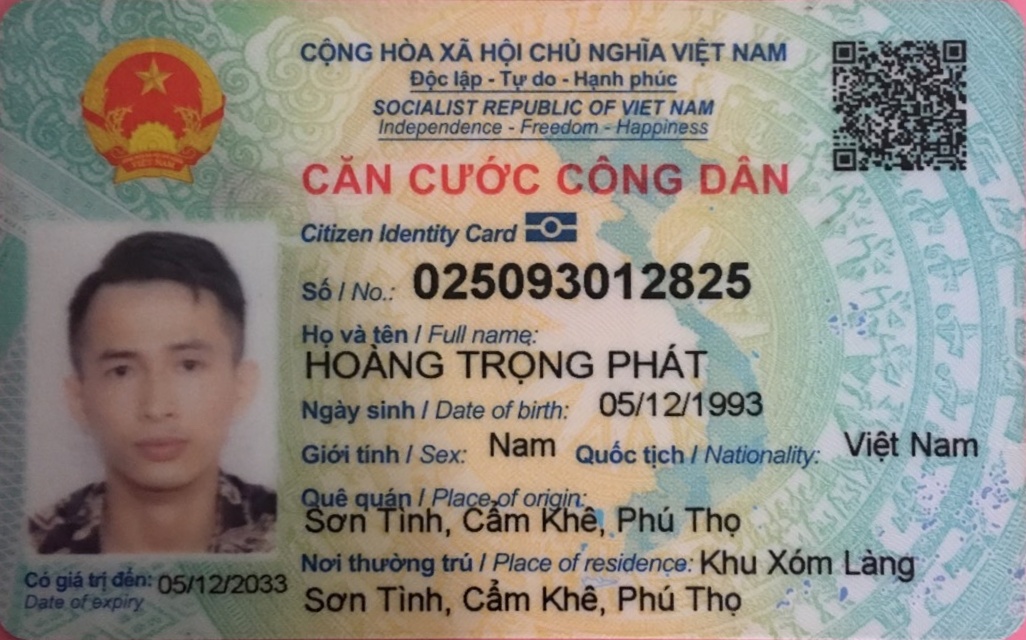 CỘNG HÒA XÃ HỘI CHỦ NGHĨA VIỆT NAM
Độc lập - Tự do - Hạnh phúc
SOCIALIST REPUBLIC OF VIET NAM
Independence - Freedom - Happiness
CĂN CƯỚC CÔNG DÂN
Citizen Identity Card
Số / No.: 025093012825
Họ và tên / Full name:
HOÀNG TRỌNG PHÁT
Ngày sinh / Date of birth: 05/12/1993
Giới tính / Sex: Nam Quốc tịch / Nationality: Việt Nam
Quê quán / Place of origin:
Sơn Tình, Cẩm Khê, Phú Thọ
Nơi thường trú / Place of residence: Khu Xóm Làng
Sơn Tình, Cẩm Khê, Phú Thọ
Có giá trị đến: 05/12/2033
Date of expiry